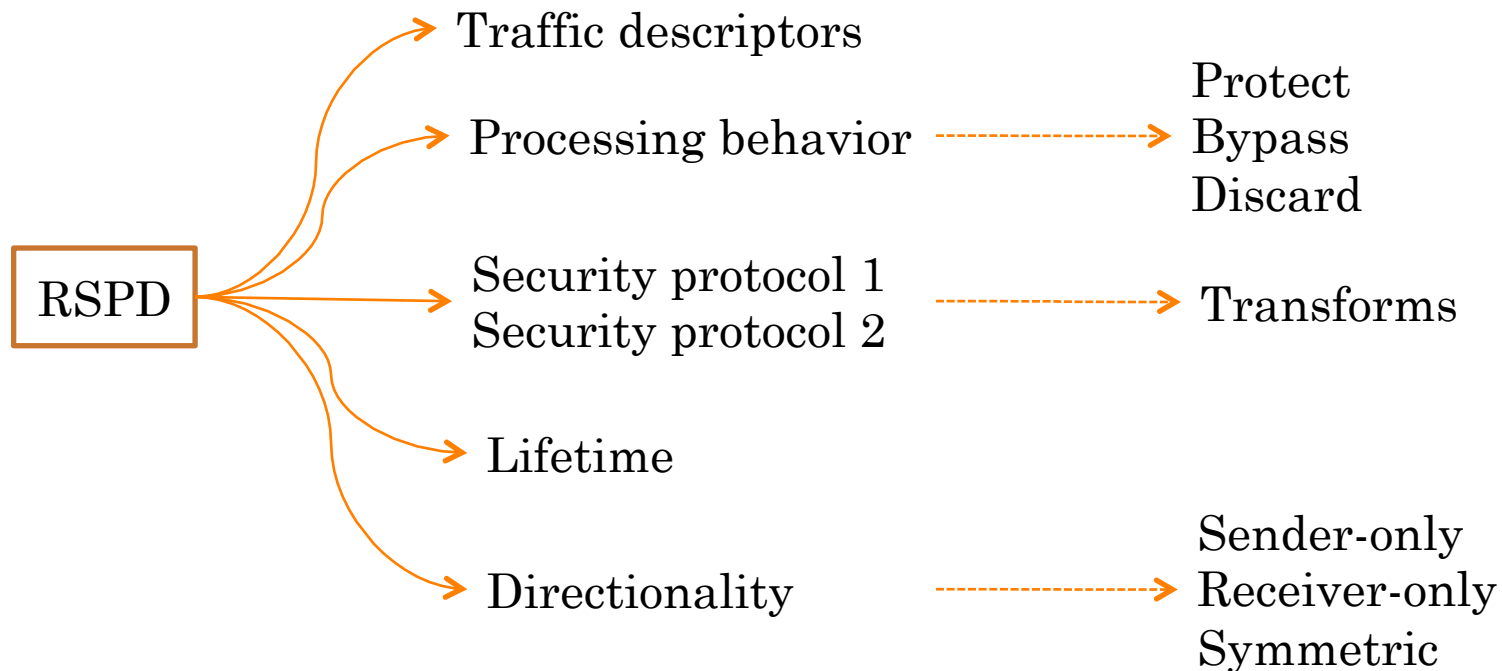 RSPD
Traffic descriptors
Processing behavior
Protect
Bypass
Discard
Security protocol 1
Security protocol 2
Transforms
Lifetime
Directionality
Sender-only
Receiver-only
Symmetric